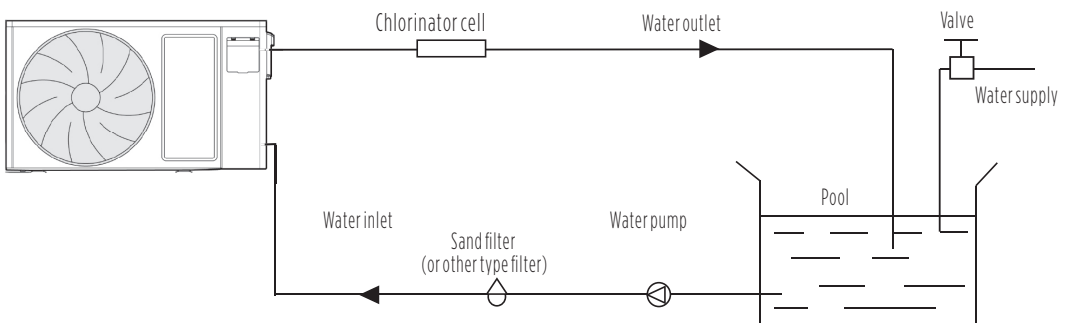 Chlorinator cell
Water outlet
Valve
Water supply
Pool
Water inlet
Water pump
Sand filter
(or other type filter)